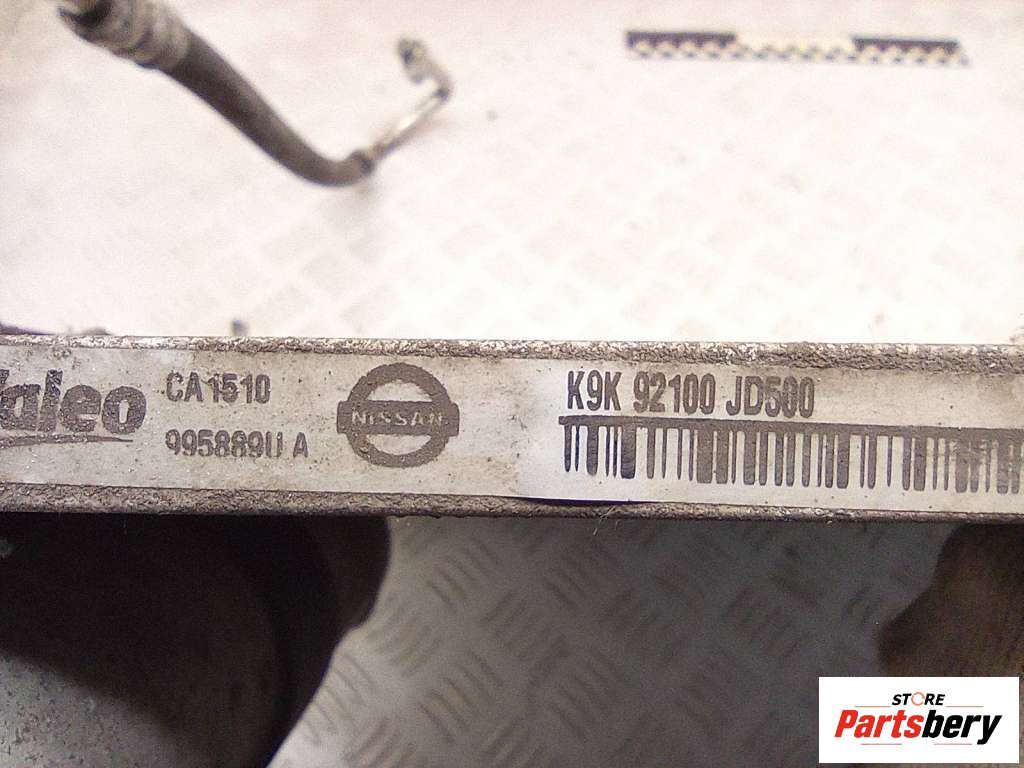 Valeo
CA1510
995889U A
NISSAN
K9K 92100 JD500
STORE
Partsbery